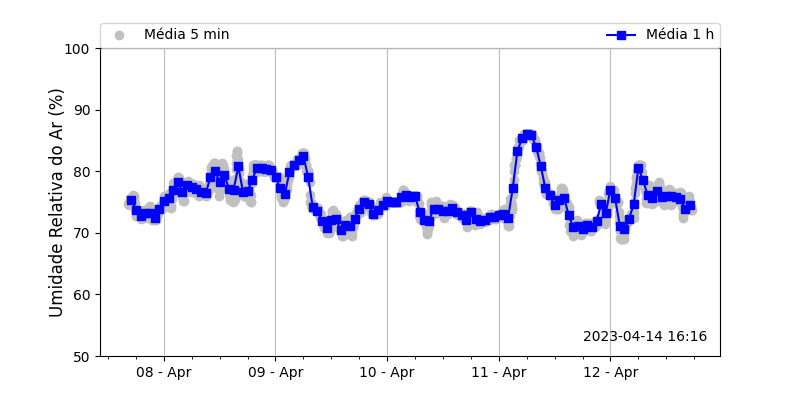 Média 5 min
Média 1 h
Umidade Relativa do Ar (%)
100
90
80
70
60
50
2023-04-14 16:16
08 - Apr
09 - Apr
10 - Apr
11 - Apr
12 - Apr